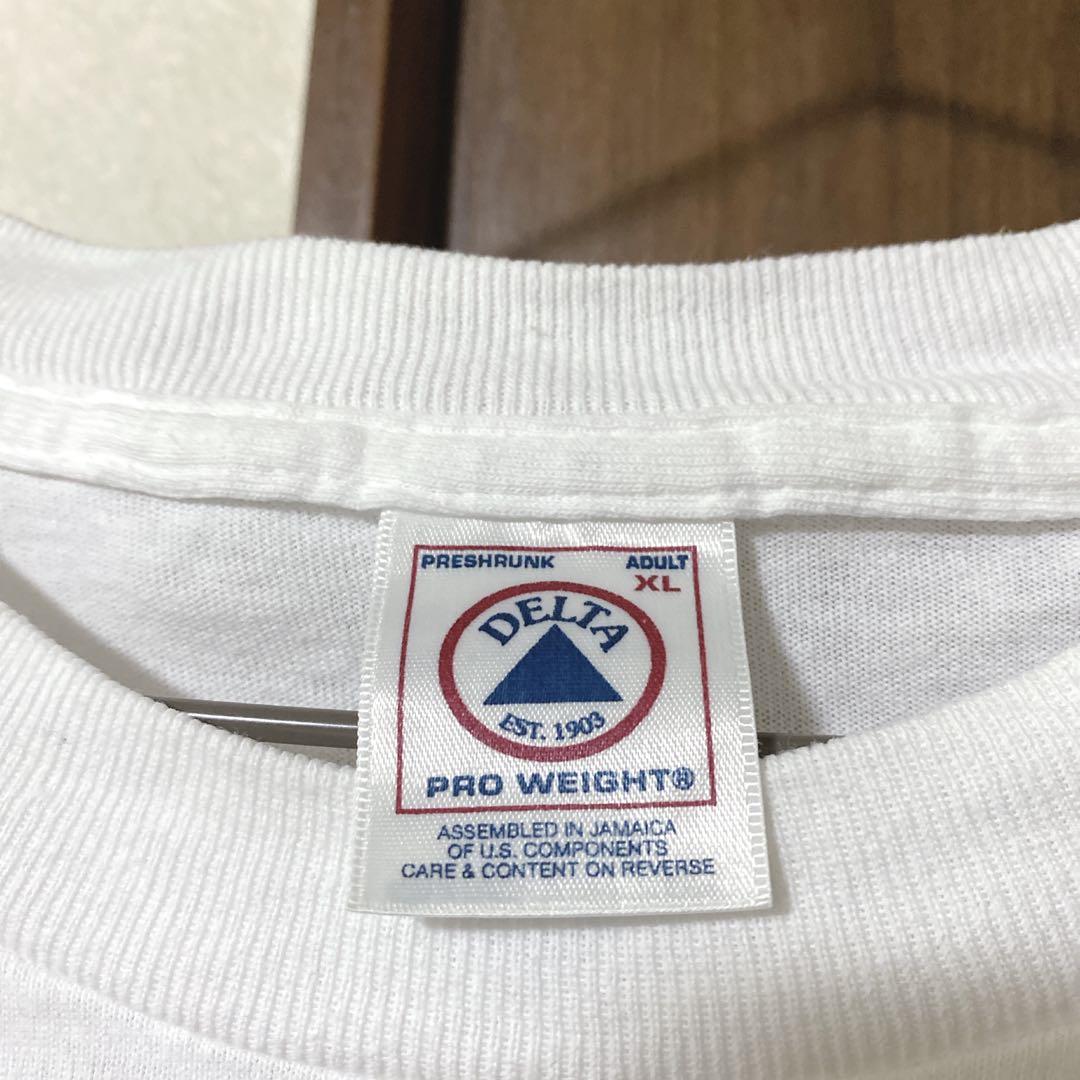 PRESHRUNK ADULT
XL
DELTA
EST. 1903
PRO WEIGHT®
ASSEMBLED IN JAMAICA
OF U.S. COMPONENTS
CARE & CONTENT ON REVERSE